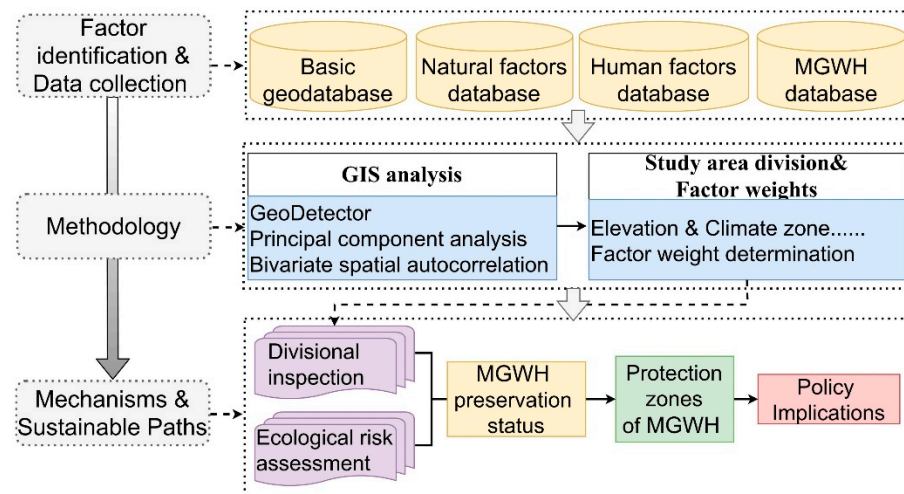 Factor
identification &
Data collection
Basic
geodatabase
Natural factors
database
Human factors
database
MGWH
database
Methodology
GIS analysis
GeoDetector
Principal component analysis
Bivariate spatial autocorrelation
Study area division&
Factor weights
Elevation & Climate zone......
Factor weight determination
Mechanisms &
Sustainable Paths
Divisional
inspection
Ecological risk
assessment
MGWH
preservation
status
Protection
zones
of MGWH
Policy
Implications